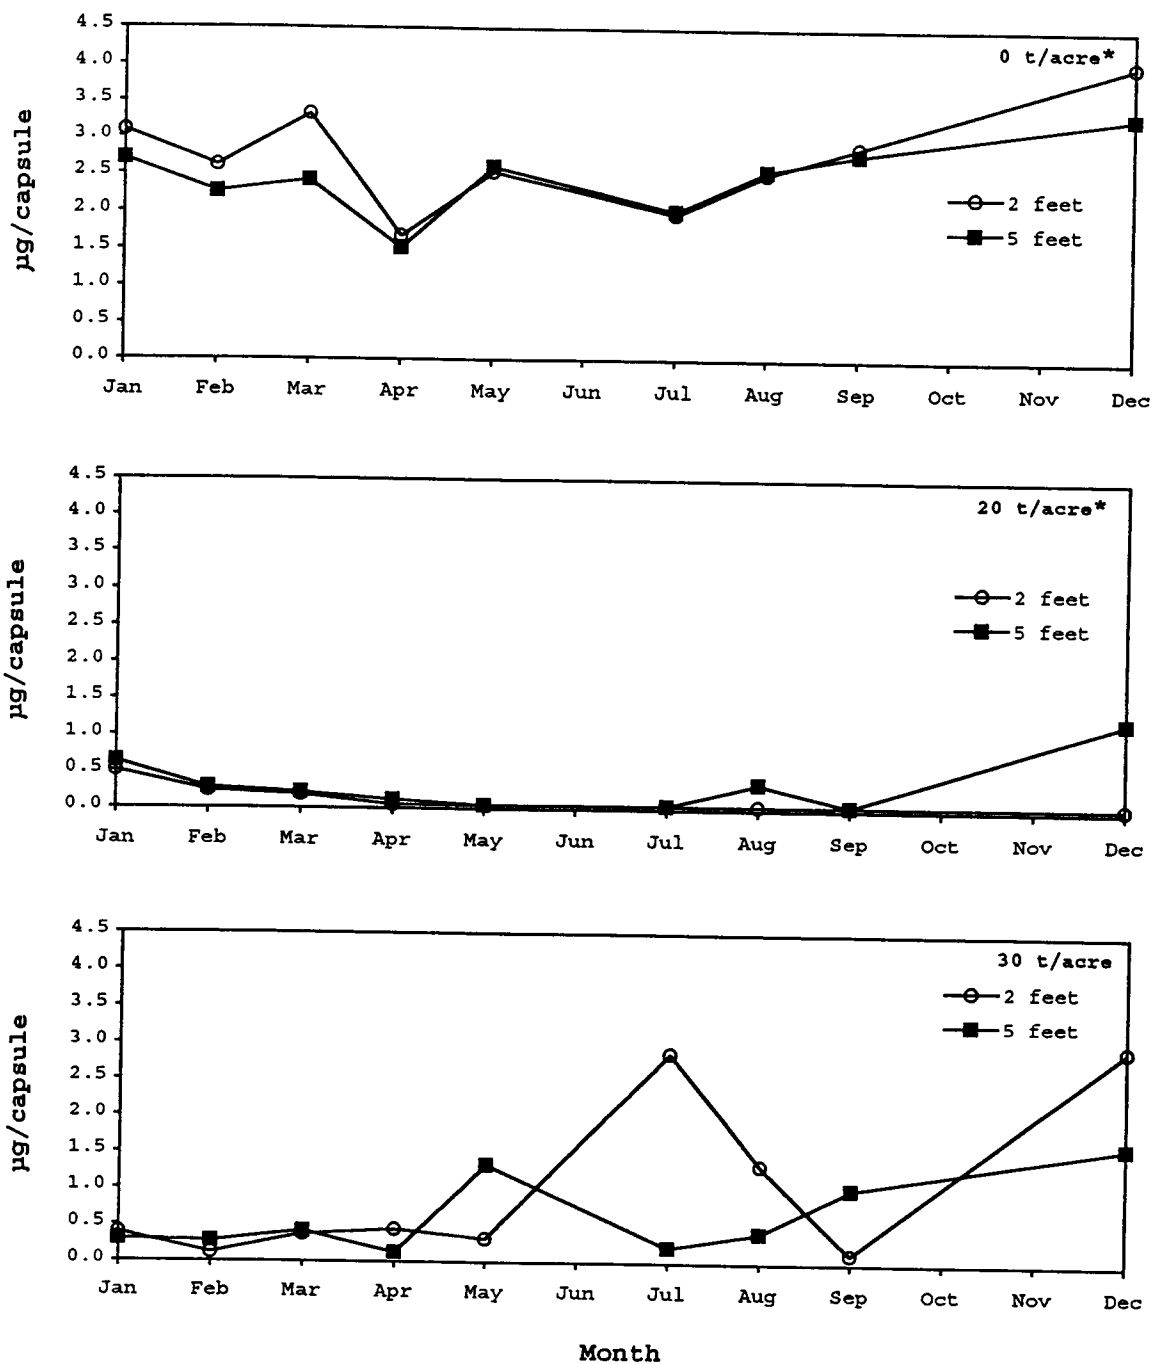 4.5
4.0
3.5
3.0
2.5
2.0
1.5
1.0
0.5
0.0
µg/capsule
0 t/acre*
2 feet
5 feet
Jan Feb Mar Apr May Jun Jul Aug Sep Oct Nov Dec
4.5
4.0
3.5
3.0
2.5
2.0
1.5
1.0
0.5
0.0
µg/capsule
20 t/acre*
2 feet
5 feet
Jan Feb Mar Apr May Jun Jul Aug Sep Oct Nov Dec
4.5
4.0
3.5
3.0
2.5
2.0
1.5
1.0
0.5
0.0
µg/capsule
30 t/acre
2 feet
5 feet
Jan Feb Mar Apr May Jun Jul Aug Sep Oct Nov Dec
Month